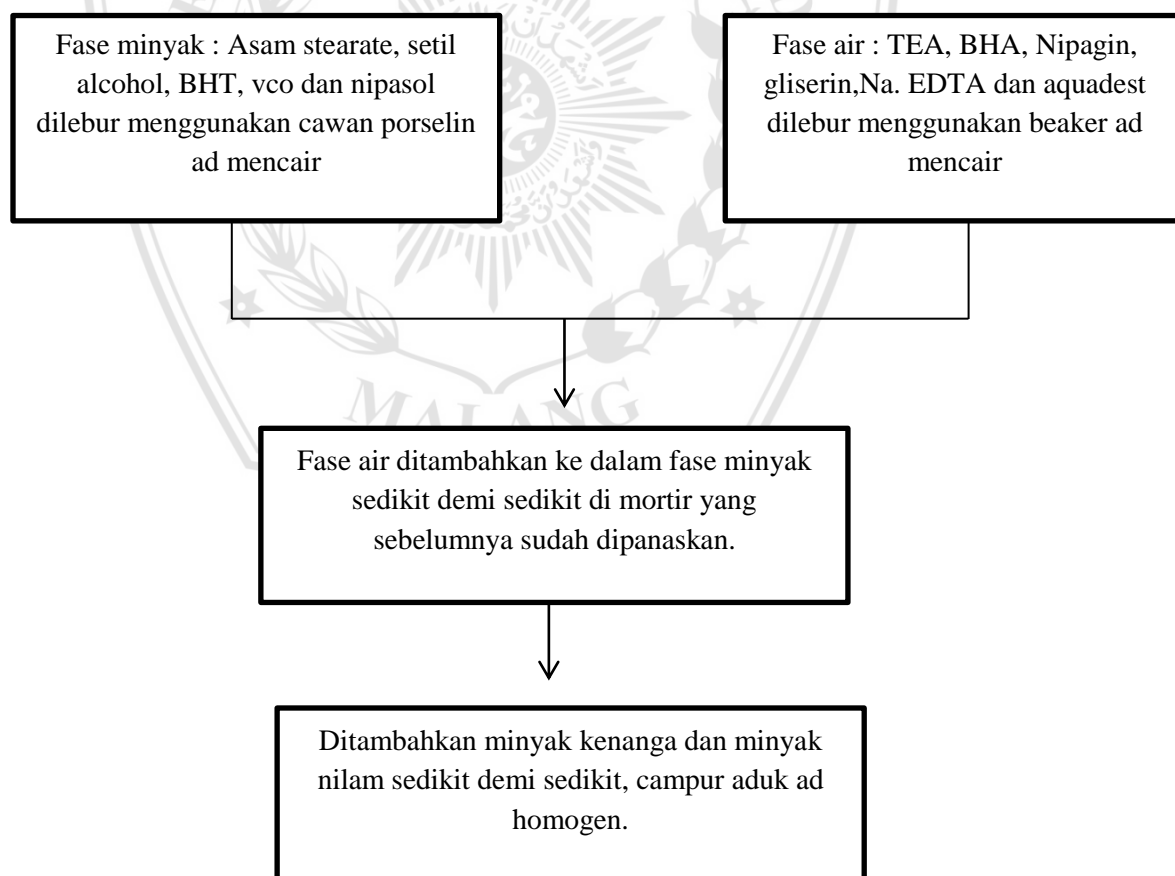 Fase minyak : Asam stearate, setil
alcohol, BHT, vco dan nipasol
dilebur menggunakan cawan porselin
ad mencair
Fase air : TEA, BHA, Nipagin,
gliserin,Na. EDTA dan aquadest
dilebur menggunakan beaker ad
mencair
MALANG
Fase air ditambahkan ke dalam fase minyak
sedikit demi sedikit di mortir yang
sebelumnya sudah dipanaskan.
Ditambahkan minyak kenanga dan minyak
nilam sedikit demi sedikit, campur aduk ad
homogen.